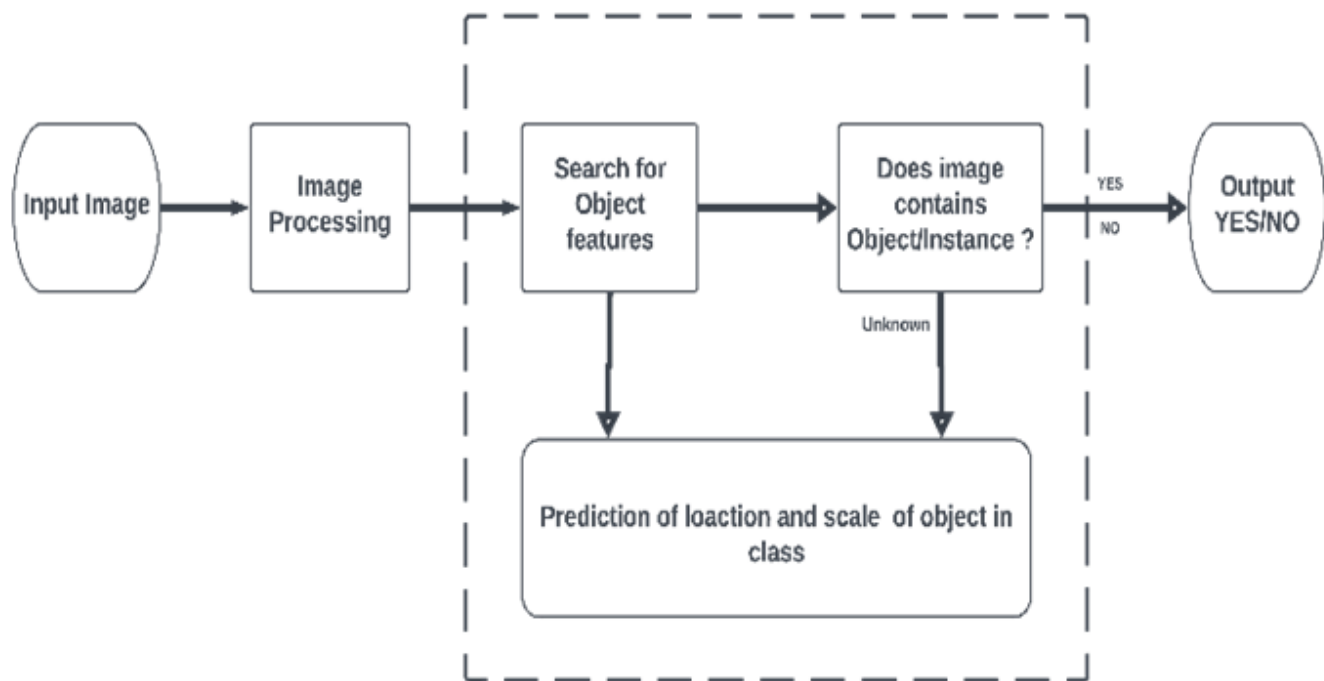 Input Image
Image
Processing
Search for
Object
features
Does image
contains
Object/Instance ?
YES
NO
Output
YES/NO
Unknown
Prediction of loaction and scale of object in
class